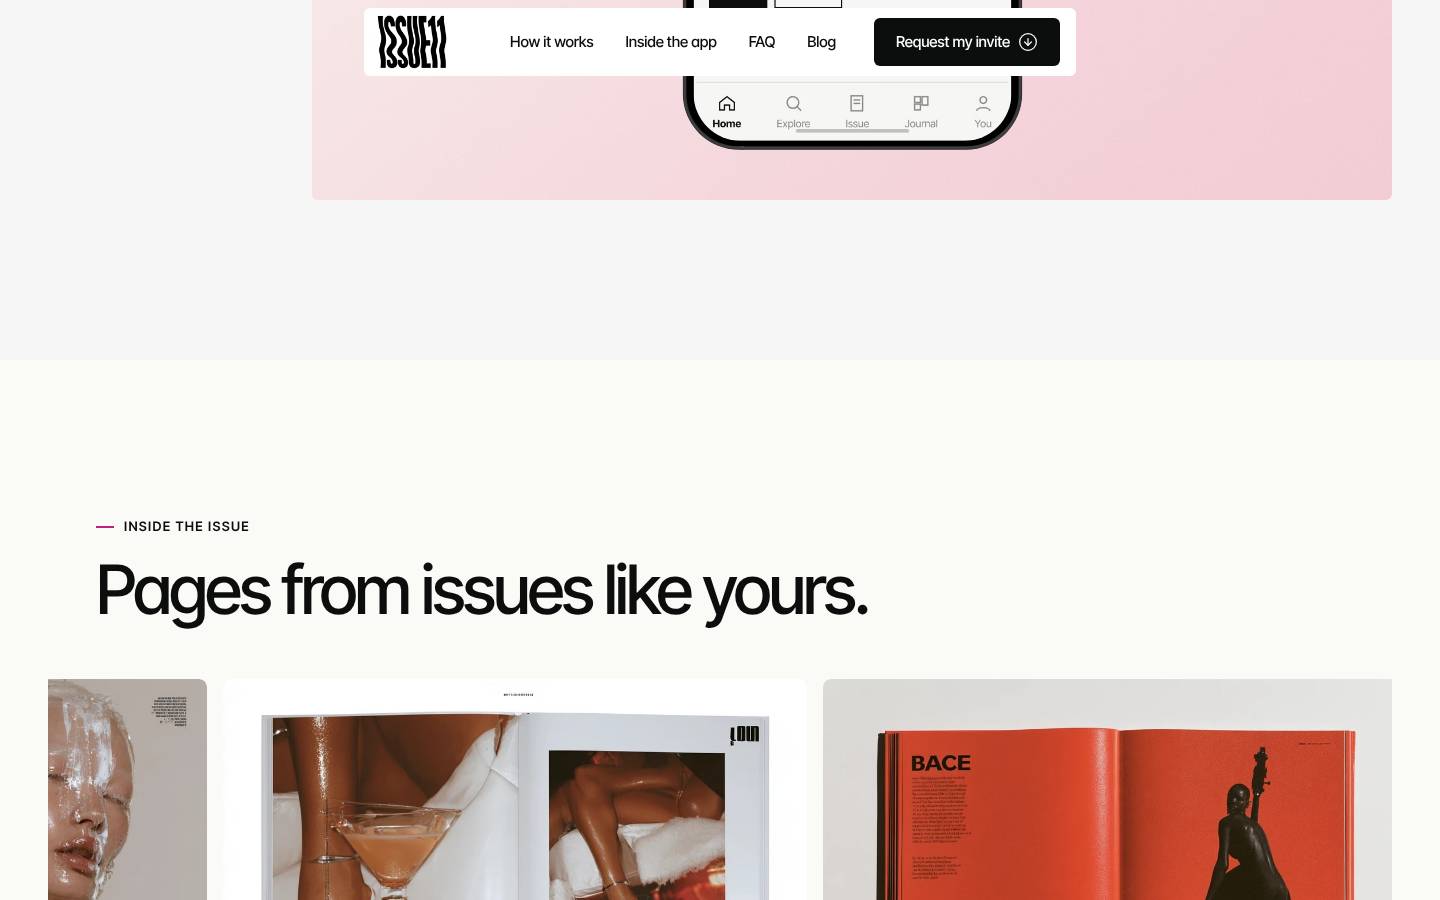 ISSUE11
How it works
Inside the app
FAQ
Blog
Request my invite
Home
Explore
Issue
Journal
You
INSIDE THE ISSUE
Pages from issues like yours.
BACE